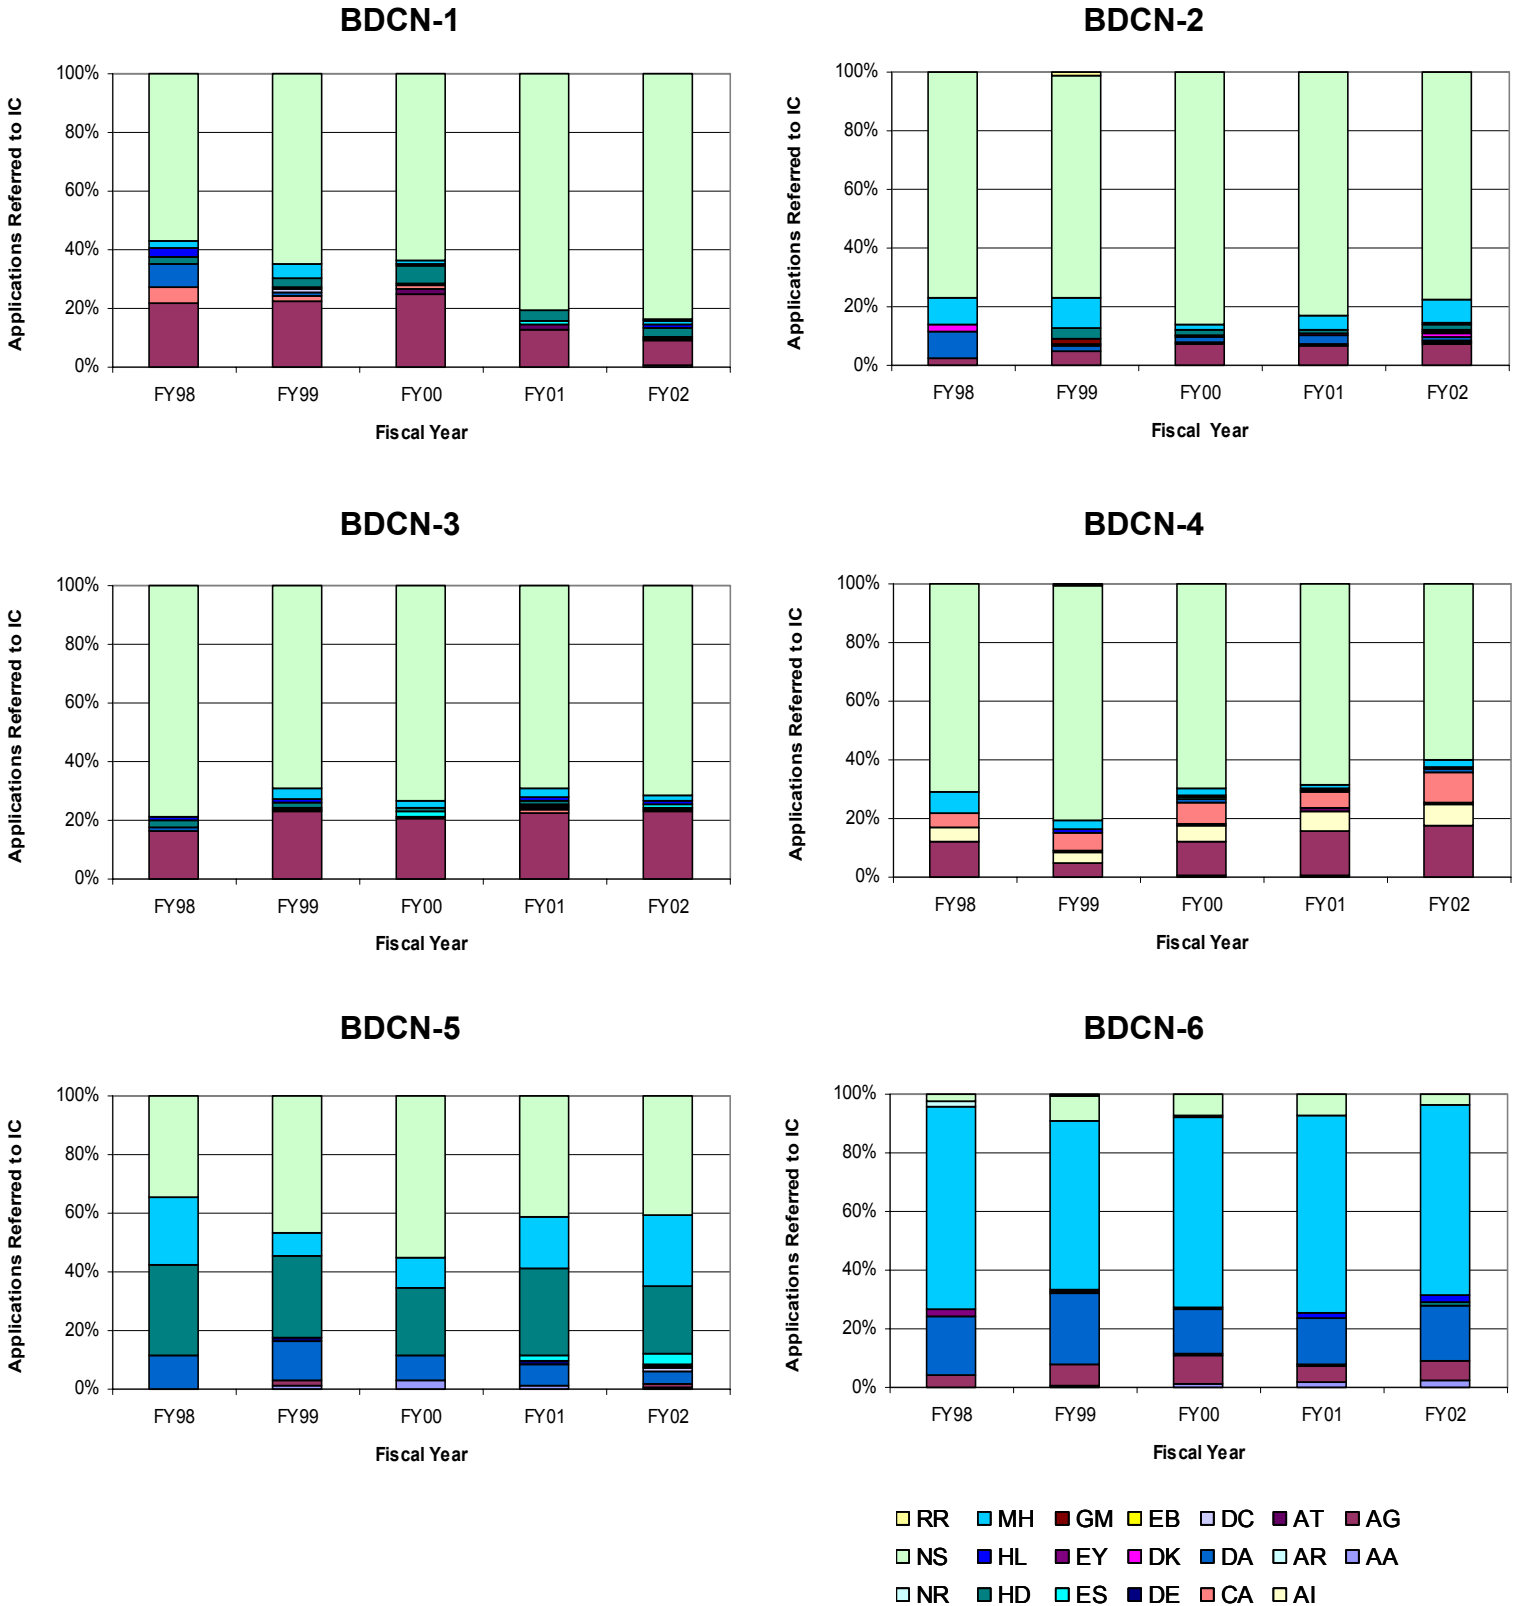 BDCN-1
Applications Referred to IC
100%
80%
60%
40%
20%
0%
FY98 FY99 FY00 FY01 FY02
Fiscal Year
BDCN-2
Applications Referred to IC
100%
80%
60%
40%
20%
0%
FY98 FY99 FY00 FY01 FY02
Fiscal Year
BDCN-3
Applications Referred to IC
100%
80%
60%
40%
20%
0%
FY98 FY99 FY00 FY01 FY02
Fiscal Year
BDCN-4
Applications Referred to IC
100%
80%
60%
40%
20%
0%
FY98 FY99 FY00 FY01 FY02
Fiscal Year
BDCN-5
Applications Referred to IC
100%
80%
60%
40%
20%
0%
FY98 FY99 FY00 FY01 FY02
Fiscal Year
BDCN-6
Applications Referred to IC
100%
80%
60%
40%
20%
0%
FY98 FY99 FY00 FY01 FY02
Fiscal Year
RR MH GM EB DC AT AG
NS HL EY DK DA AR AA
NR HD ES DE CA AI